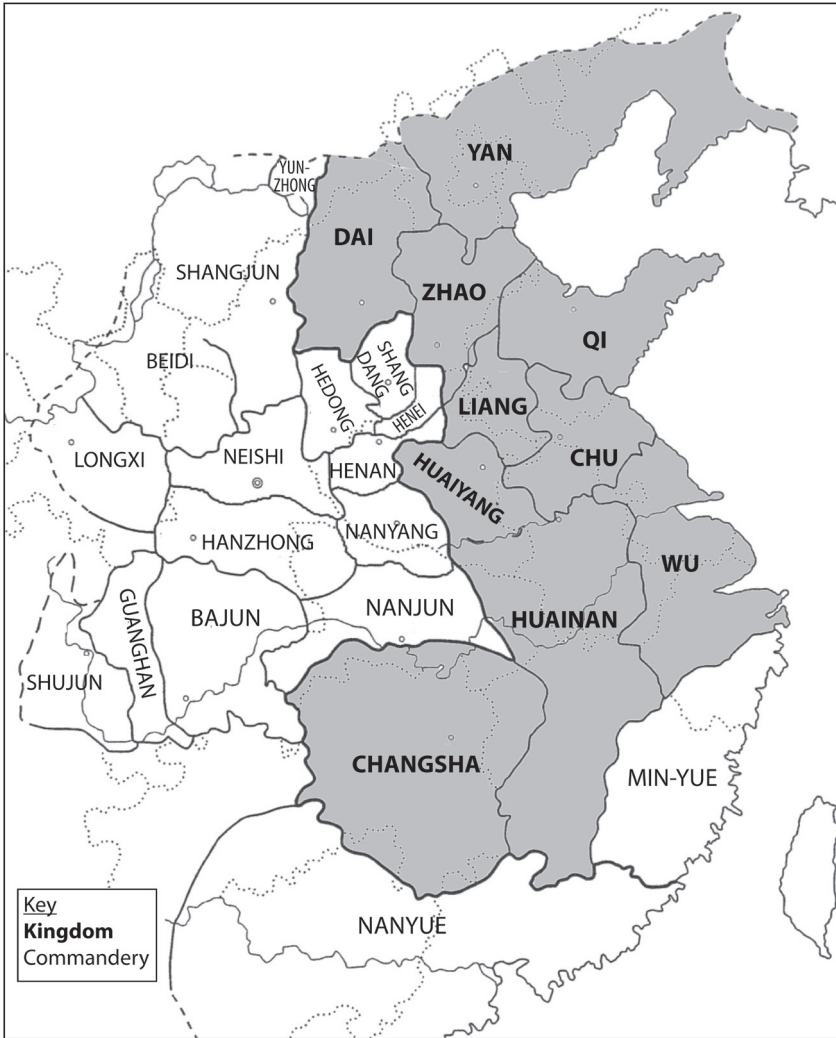 YAN
YUN-
ZHONG
DAI
SHANGJUN
ZHAO
QI
BEIDI
SHANG
DANG
HEDONG
HENEI
LIANG
LONGXI
NEISHI
HENAN
HUAIYANG
CHU
HANZHONG
NANYANG
WU
GUANGHAN
BAJUN
NANJUN
HUAINAN
SHUJUN
CHANGSHA
MIN-YUE
NANYUE
Key
Kingdom
Commandery